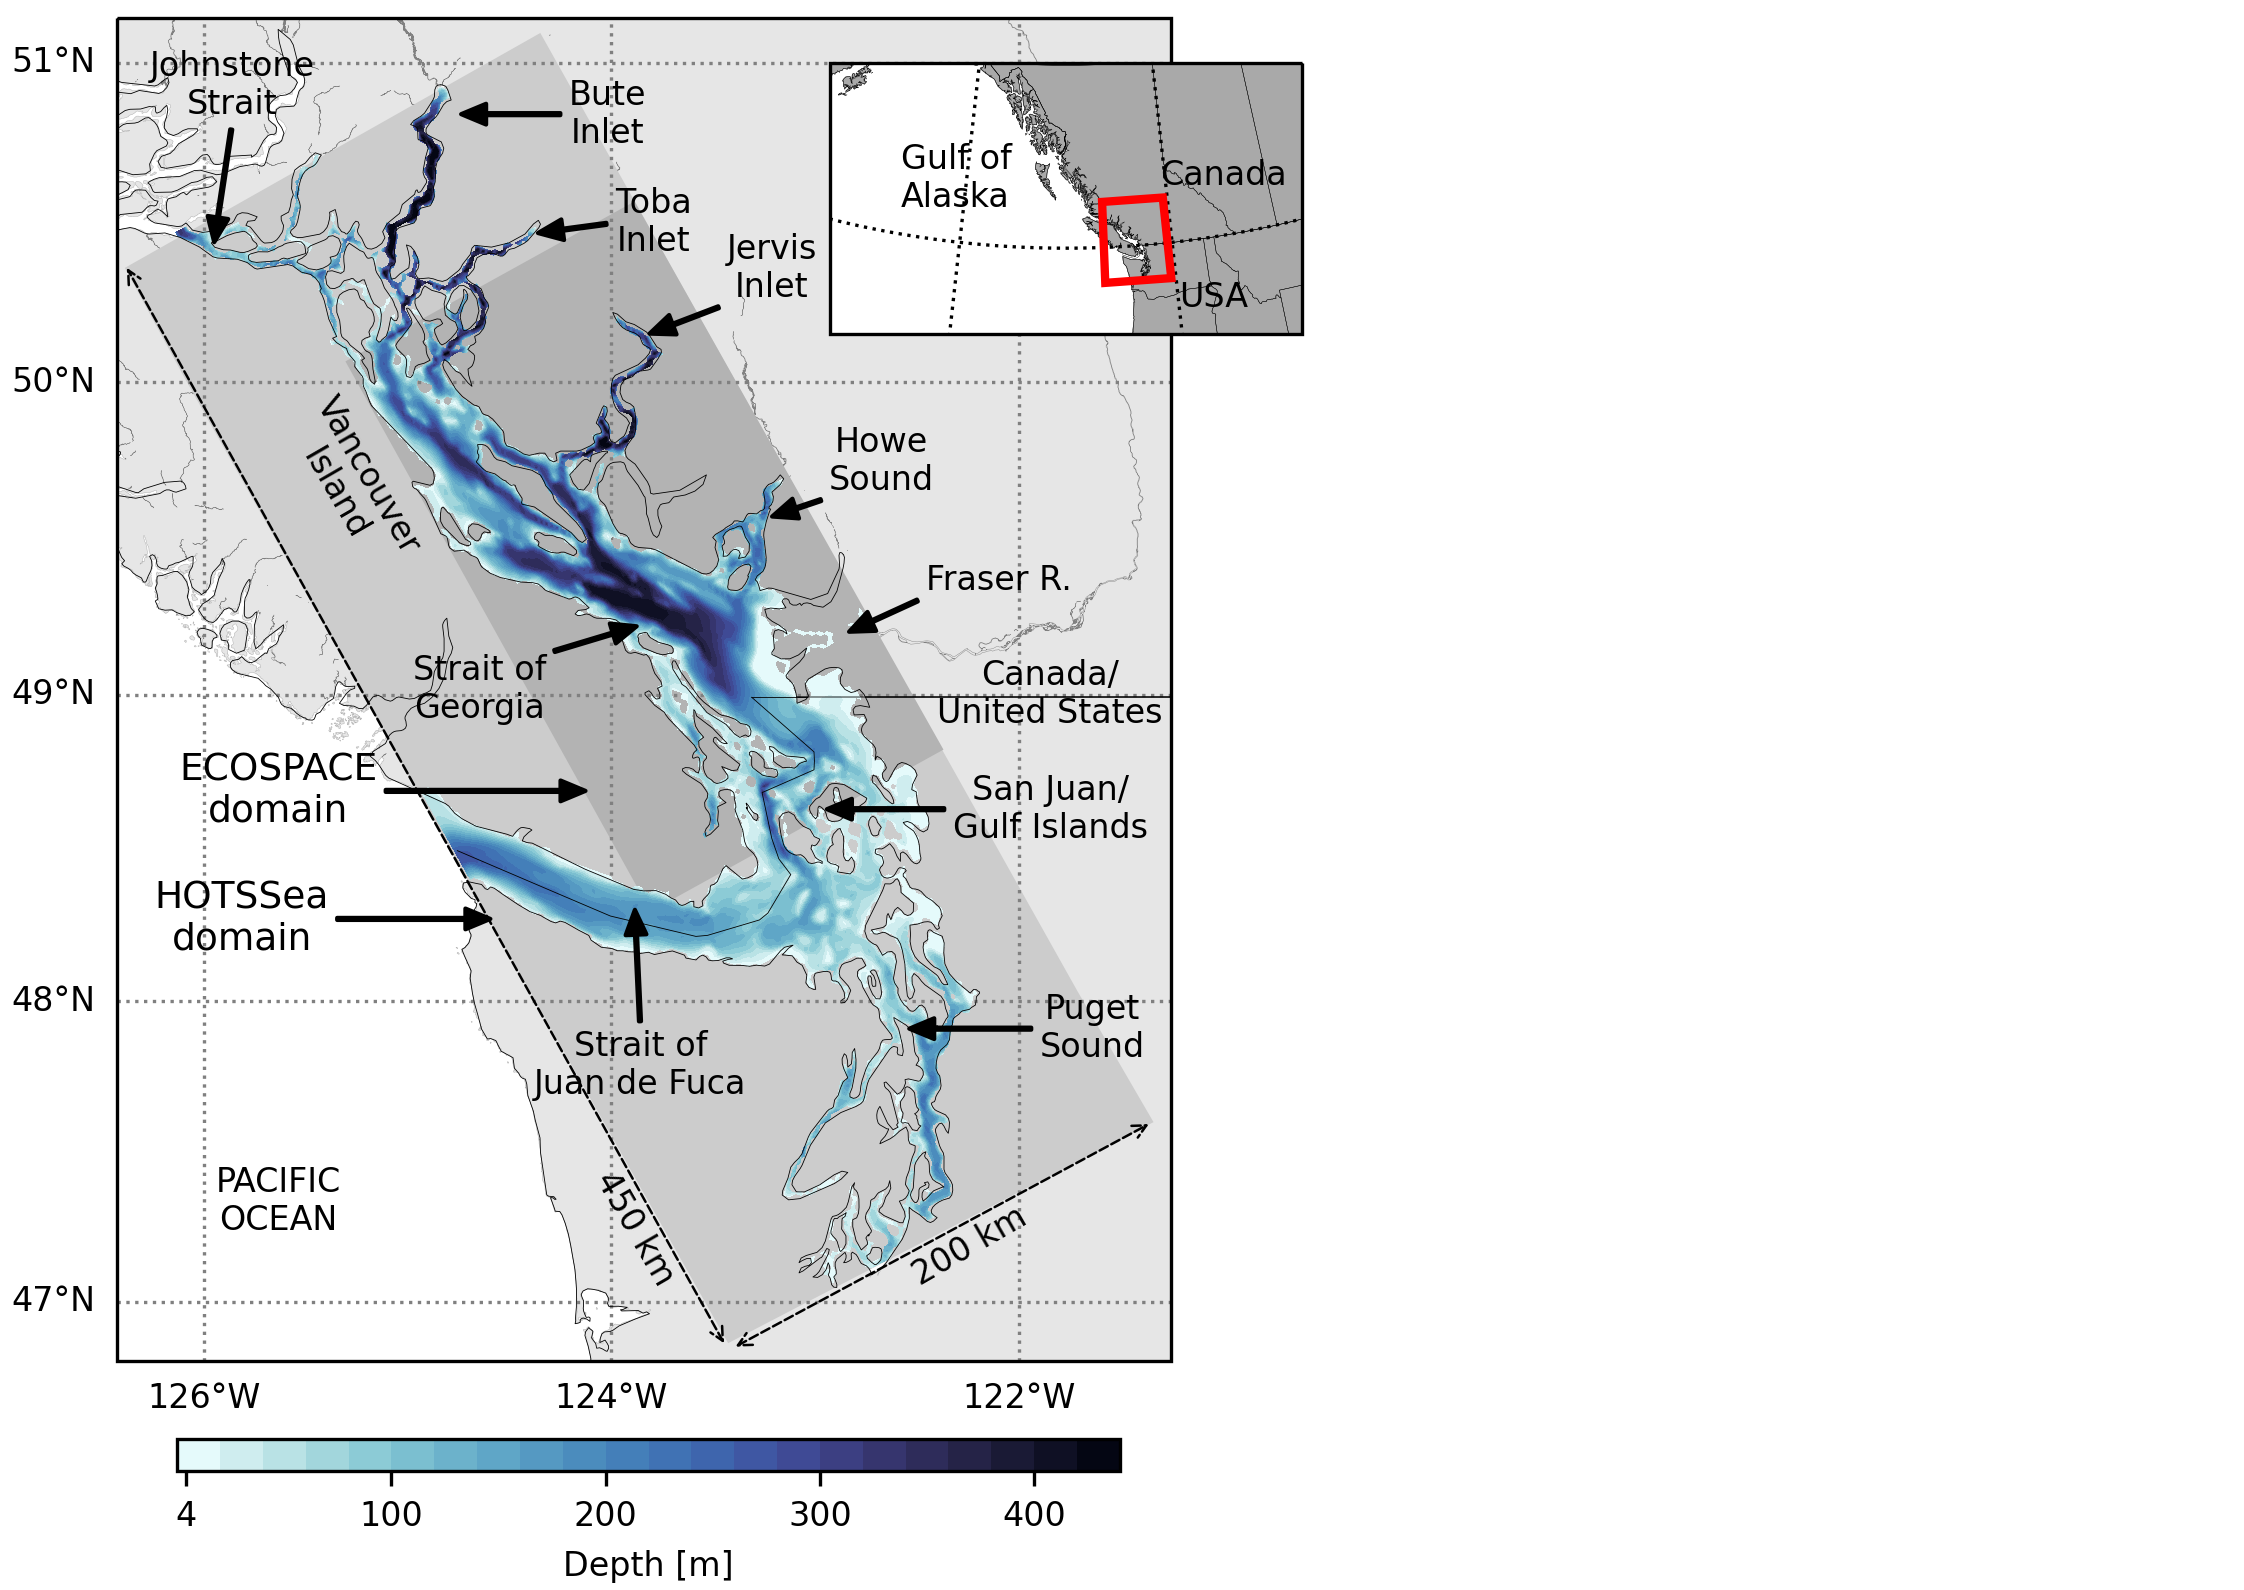 51°N
50°N
49°N
48°N
47°N
Johnstone
Strait
Bute
Inlet
Toba
Inlet
Jervis
Inlet
Gulf of
Alaska
Canada
USA
Howe
Sound
Vancouver
Island
Fraser R.
Strait of
Georgia
Canada/
United States
ECOSPACE
domain
San Juan/
Gulf Islands
HOTSSea
domain
Puget
Sound
Strait of
Juan de Fuca
PACIFIC
OCEAN
450 km
200 km
126°W
124°W
122°W
4
100
200
300
400
Depth [m]